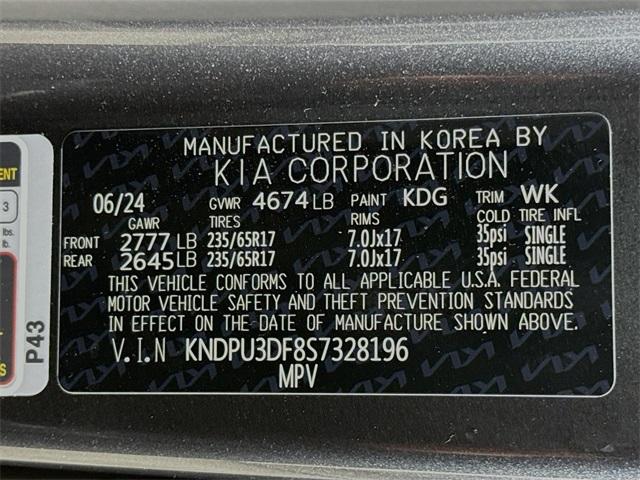 MANUFACTURED IN KOREA BY
KIA CORPORATION
06/24 GVWR 4674 LB PAINT KDG TRIM WK
GAWR TIRES RIMS COLD TIRE INFL
FRONT 2777 LB 235/65R17 7.0Jx17 35psi SINGLE
REAR 2645 LB 235/65R17 7.0Jx17 35psi SINGLE
THIS VEHICLE CONFORMS TO ALL APPLICABLE U.S.A. FEDERAL
MOTOR VEHICLE SAFETY AND THEFT PREVENTION STANDARDS
IN EFFECT ON THE DATE OF MANUFACTURE SHOWN ABOVE.
V.I.N KNDPU3DF8S7328196
MPV
3
lbs.
lb.
P43